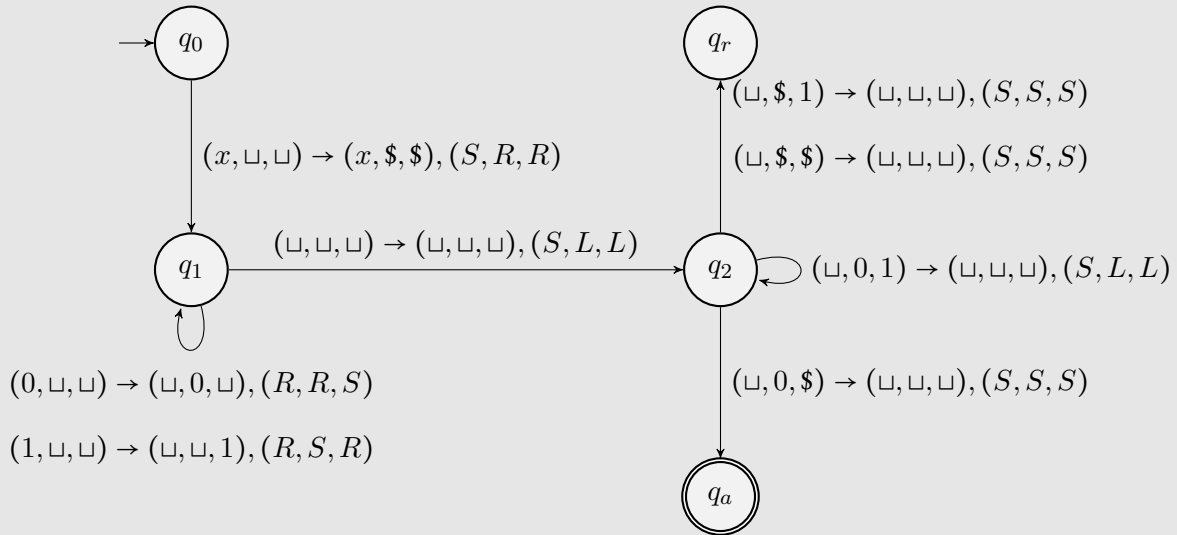 q₀
qᵣ
(⊔, $, 1) → (⊔, ⊔, ⊔), (S, S, S)
(x, ⊔, ⊔) → (x, $, $), (S, R, R)
(⊔, $, $) → (⊔, ⊔, ⊔), (S, S, S)
(⊔, ⊔, ⊔) → (⊔, ⊔, ⊔), (S, L, L)
q₁
q₂
(⊔, 0, 1) → (⊔, ⊔, ⊔), (S, L, L)
(0, ⊔, ⊔) → (⊔, 0, ⊔), (R, R, S)
(⊔, 0, $) → (⊔, ⊔, ⊔), (S, S, S)
(1, ⊔, ⊔) → (⊔, ⊔, 1), (R, S, R)
qₐ